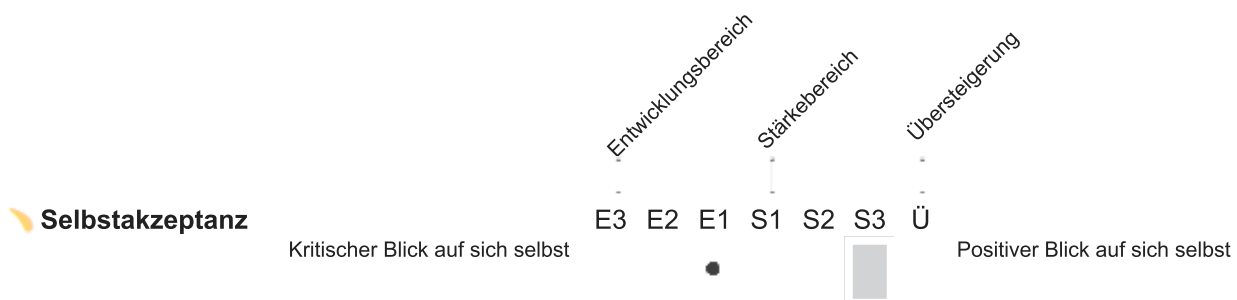 Entwicklungsbereich
Stärkebereich
Übersteigerung
Selbstakzeptanz
E3 E2 E1 S1 S2 S3 Ü
Kritischer Blick auf sich selbst
Positiver Blick auf sich selbst